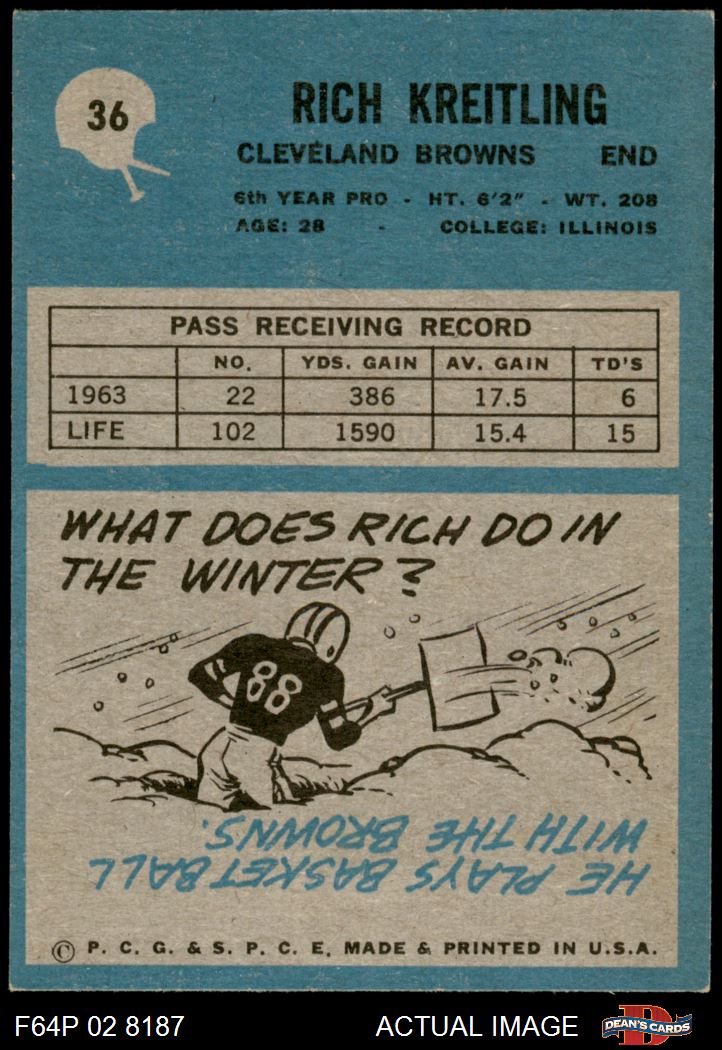 36
RICH KREITLING
CLEVELAND BROWNS END
6th YEAR PRO - HT. 6'2" - WT. 208
AGE: 28 - COLLEGE: ILLINOIS
PASS RECEIVING RECORD
NO. YDS. GAIN AV. GAIN TD'S
1963 22 386 17.5 6
LIFE 102 1590 15.4 15
WHAT DOES RICH DO IN
THE WINTER?
88
HE PLAYS BASKETBALL
WITH THE BROWNS.
© P. C. G. & S. P. C. E. MADE & PRINTED IN U.S.A.
F64P 02 8187 ACTUAL IMAGE D DEAN'S CARDS